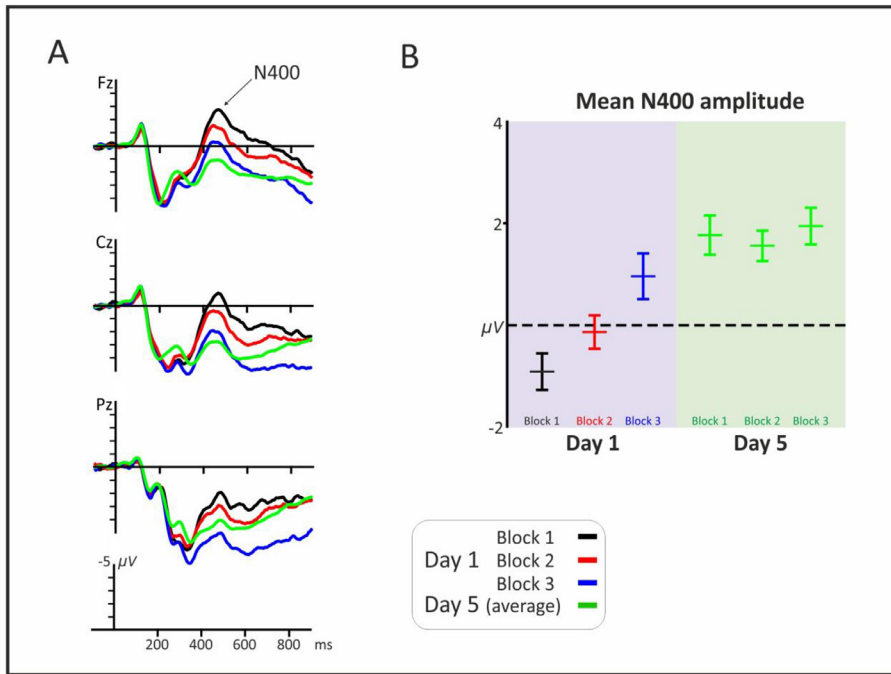 A
Fz
N400
Cz
Pz
-5 µV
200 400 600 800 ms
B
Mean N400 amplitude
4
2
µV
-2
Block 1 Block 2 Block 3 Block 1 Block 2 Block 3
Day 1 Day 5
Block 1
Day 1 Block 2
Block 3
Day 5 (average)